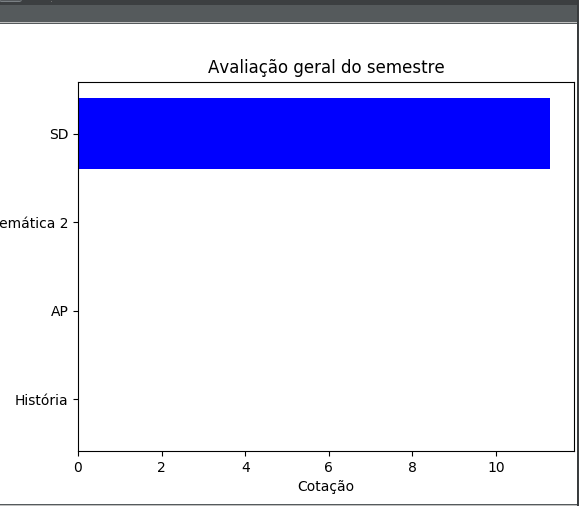 Avaliação geral do semestre
SD
emática 2
AP
História
0 2 4 6 8 10
Cotação